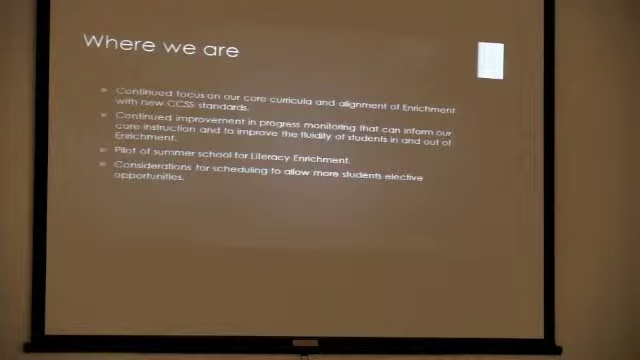 Where we are
Continued focus on our core curricula and alignment of Enrichment
with new CCSS standards.
Continued improvement in progress monitoring that can inform our
core instruction and to improve the fluidity of students in and out of
Enrichment.
Pilot of summer school for Literacy Enrichment.
Considerations for scheduling to allow more students elective
opportunities.